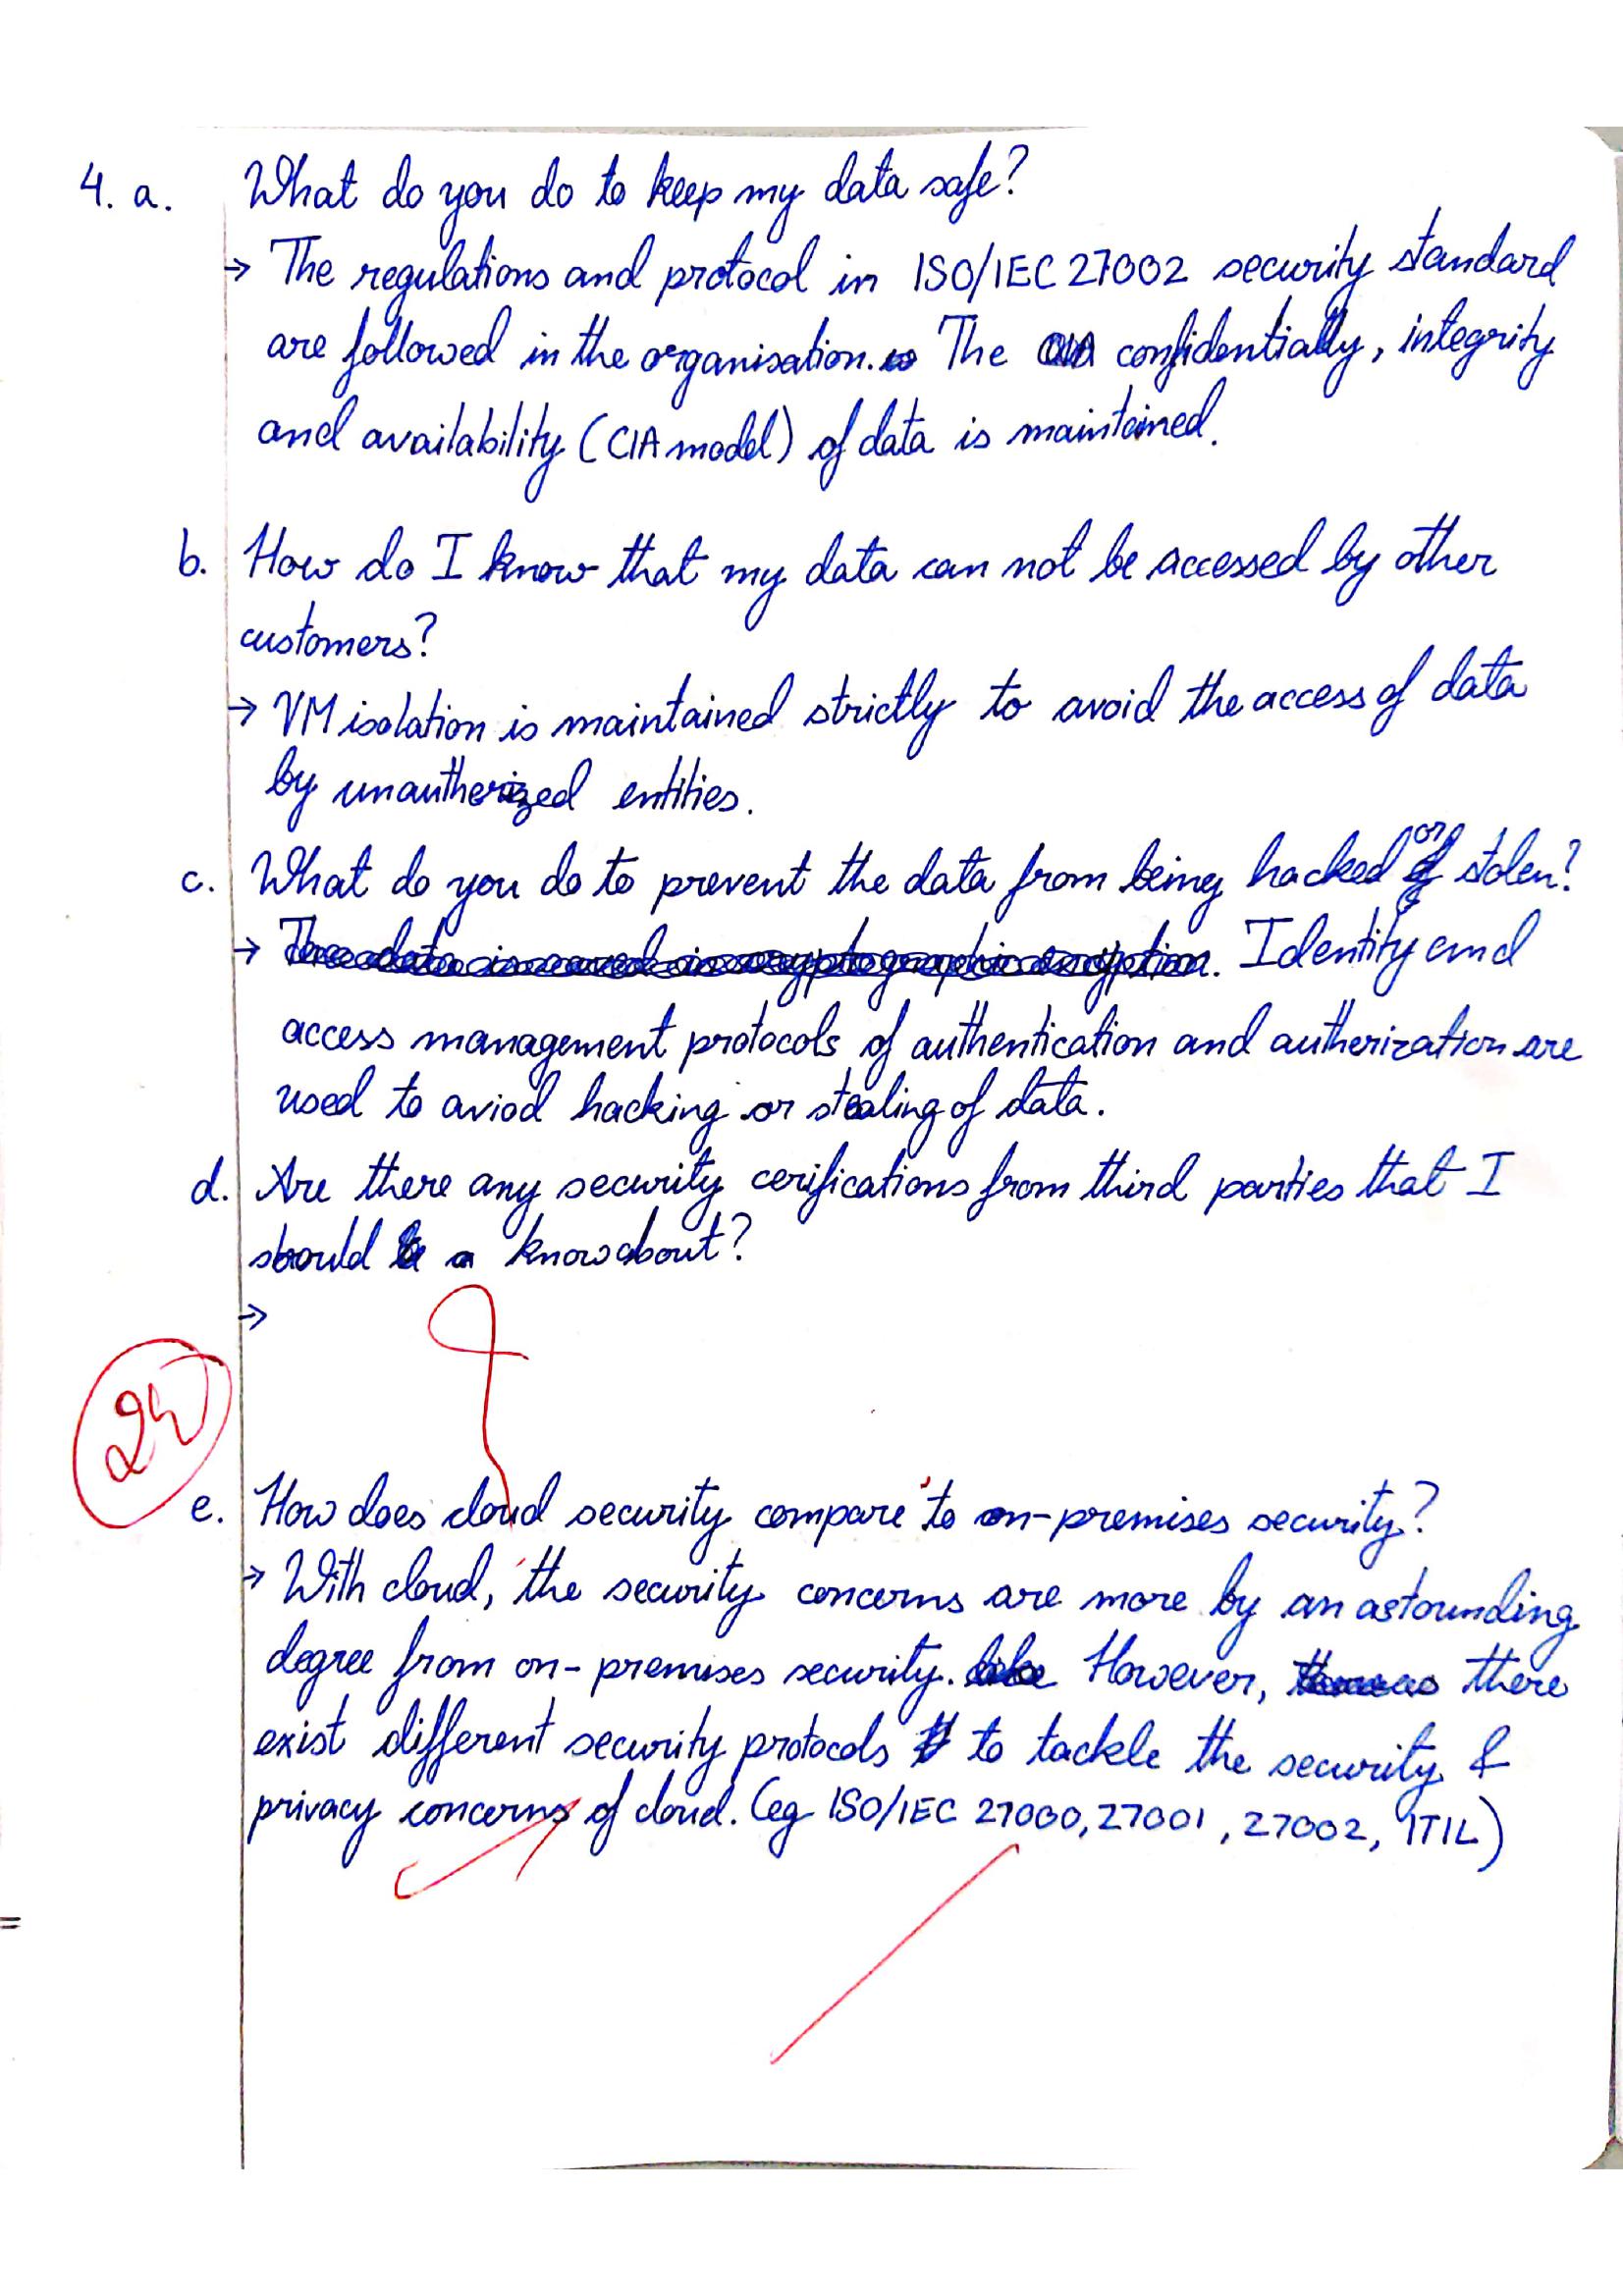 4. a. What do you do to keep my data safe?
→ The regulations and protocol in ISO/IEC 27002 security standard
are followed in the organisation. The confidentially, integrity
and availability (CIA model) of data is maintained.
b. How do I know that my data can not be accessed by other
customers?
→ VM isolation is maintained strictly to avoid the access of data
by unautherized entities.
c. What do you do to prevent the data from being hacked or stolen?
→ The data is saved in cryptographic encyption. Identity and
access management protocols of authentication and autherization are
used to aviod hacking or stealing of data.
d. Are there any security cerifications from third parties that I
should know about?
→
e. How does cloud security compare to on-premises security?
→ With cloud, the security concerns are more by an astounding
degree from on-premises security. However, there
exist different security protocols to tackle the security &
privacy concerns of cloud. (eg ISO/IEC 27000, 27001, 27002, ITIL)
=